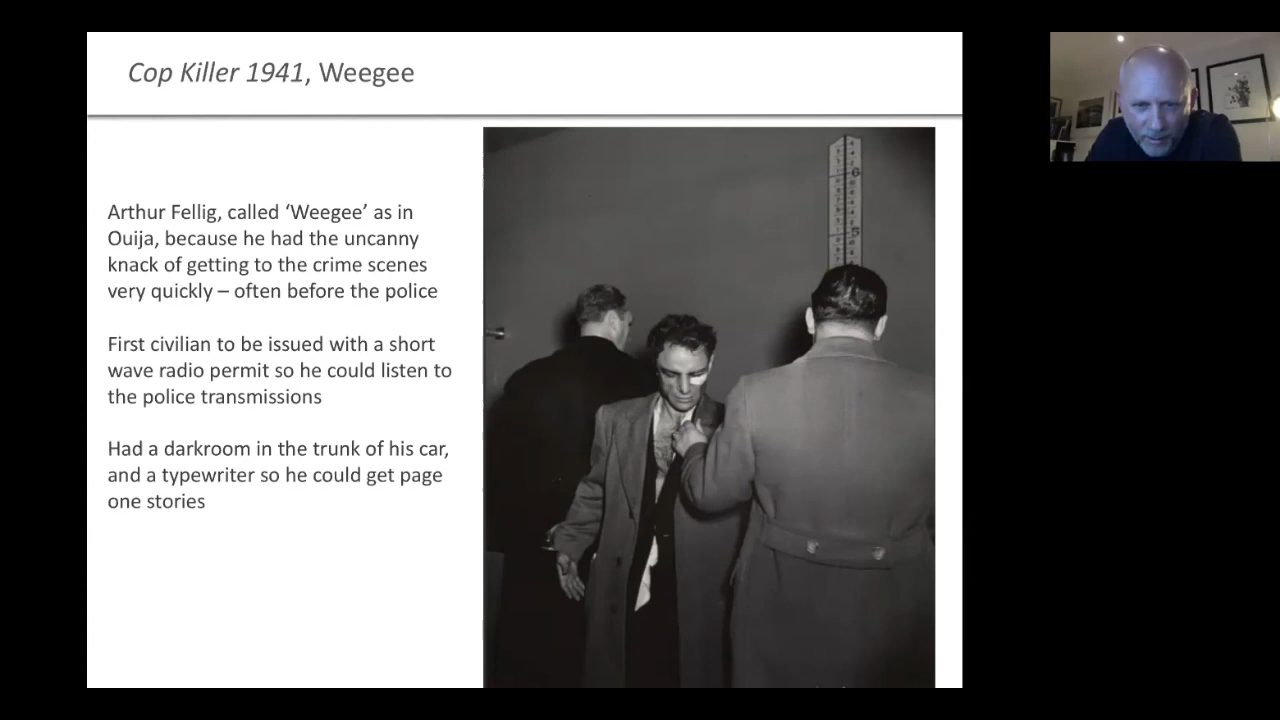 Cop Killer 1941, Weegee
Arthur Fellig, called ‘Weegee’ as in
Ouija, because he had the uncanny
knack of getting to the crime scenes
very quickly – often before the police
First civilian to be issued with a short
wave radio permit so he could listen to
the police transmissions
Had a darkroom in the trunk of his car,
and a typewriter so he could get page
one stories
6
5